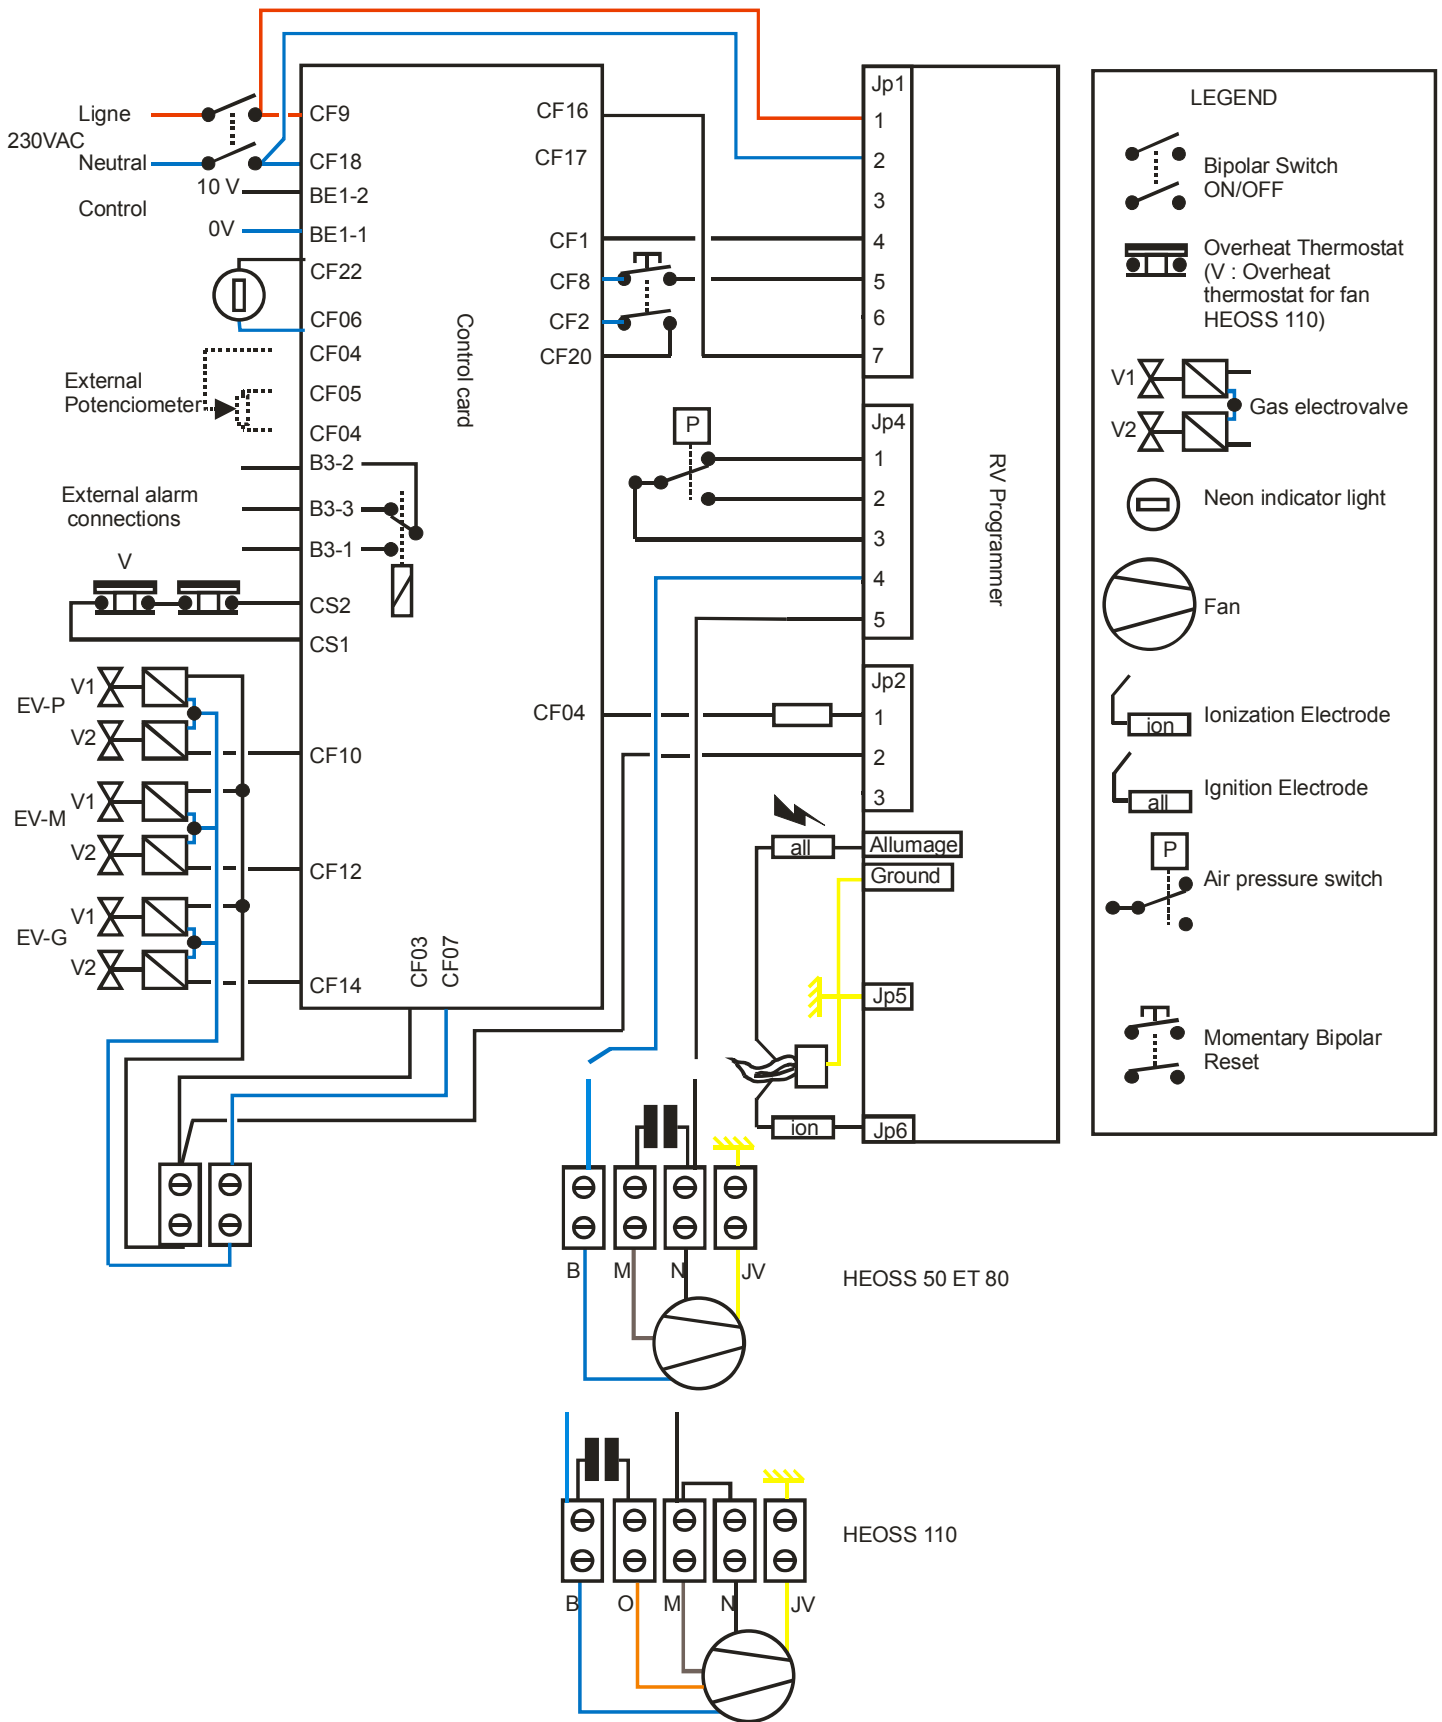 Ligne
230VAC
Neutral
10 V
Control
0V
External
Potenciometer
External alarm
connections
V
V1
EV-P
V2
V1
EV-M
V2
V1
EV-G
V2
CF9
CF18
BE1-2
BE1-1
CF22
CF06
CF04
CF05
CF04
B3-2
B3-3
B3-1
CS2
CS1
CF10
CF12
CF14
Control card
CF03
CF07
CF16
CF17
CF1
CF8
CF2
CF20
CF04
P
Jp1
1
2
3
4
5
6
7
Jp4
1
2
3
4
5
Jp2
1
2
3
RV Programmer
all
Allumage
Ground
Jp5
ion
Jp6
B
M
N
JV
HEOSS 50 ET 80
HEOSS 110
B
O
M
N
JV
LEGEND
Bipolar Switch
ON/OFF
Overheat Thermostat
(V : Overheat
thermostat for fan
HEOSS 110)
V1
Gas electrovalve
V2
Neon indicator light
Fan
Ionization Electrode
ion
Ignition Electrode
all
P
Air pressure switch
Momentary Bipolar
Reset